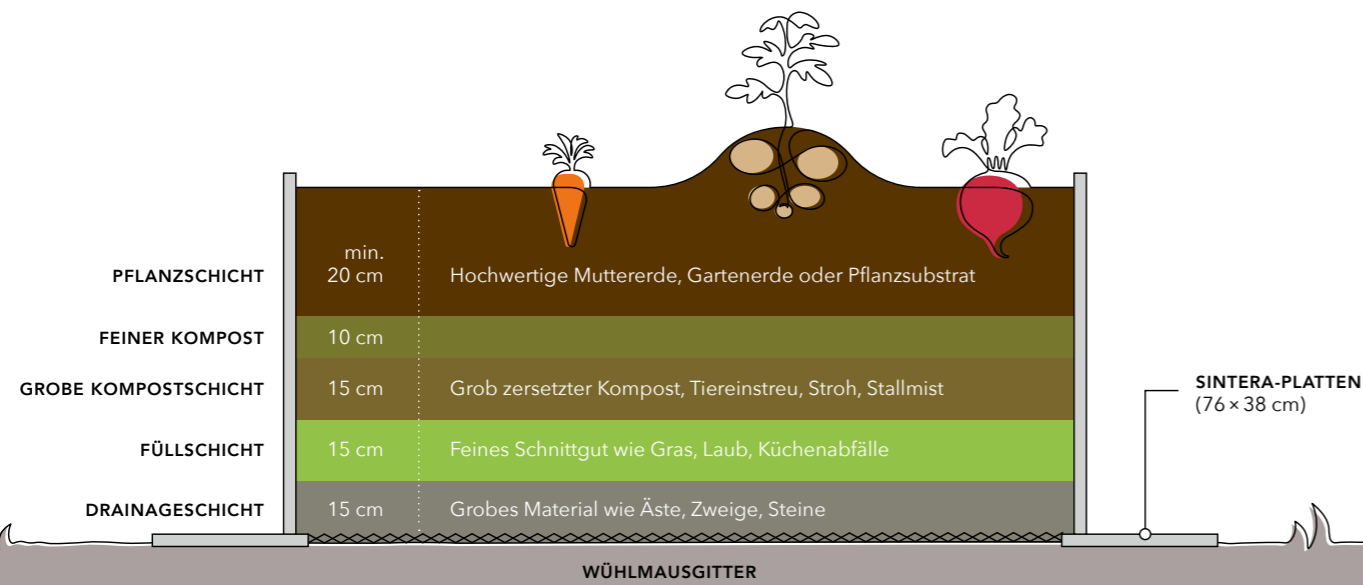 min.
PFLANZSCHICHT 20 cm Hochwertige Muttererde, Gartenerde oder Pflanzsubstrat
FEINER KOMPOST 10 cm
GROBE KOMPOSTSCHICHT 15 cm Grob zersetzter Kompost, Tiereinstreu, Stroh, Stallmist
SINTERA-PLATTEN
(76 × 38 cm)
FÜLLSCHICHT 15 cm Feines Schnittgut wie Gras, Laub, Küchenabfälle
DRAINAGESCHICHT 15 cm Grobes Material wie Äste, Zweige, Steine
WÜHLMAUSGITTER